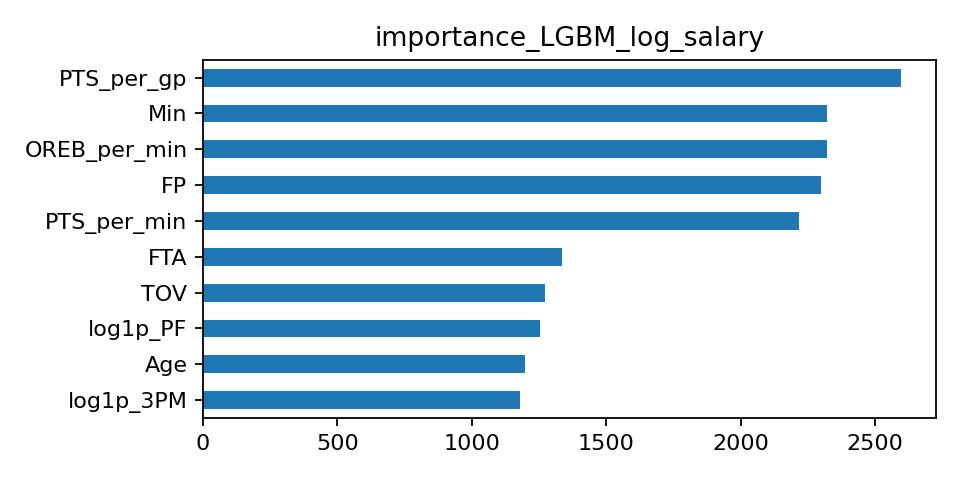 importance_LGBM_log_salary
PTS_per_gp
Min
OREB_per_min
FP
PTS_per_min
FTA
TOV
log1p_PF
Age
log1p_3PM
0 500 1000 1500 2000 2500